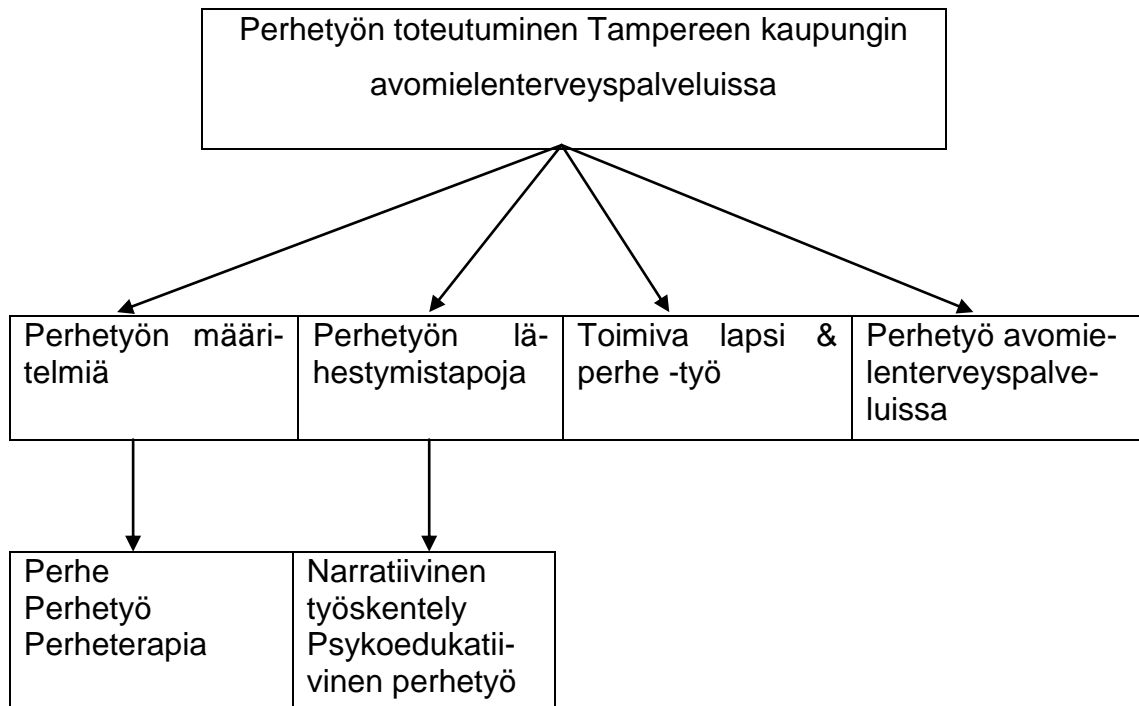 Perhetyön toteutuminen Tampereen kaupungin
avomielenterveyspalveluissa
Perhetyön määri-
telmiä
Perhetyön lä-
hestymistapoja
Toimiva lapsi &
perhe -työ
Perhetyö avomie-
lenterveyspalve-
luissa
Perhe
Perhetyö
Perheterapia
Narratiivinen
työskentely
Psykoedukatii-
vinen perhetyö